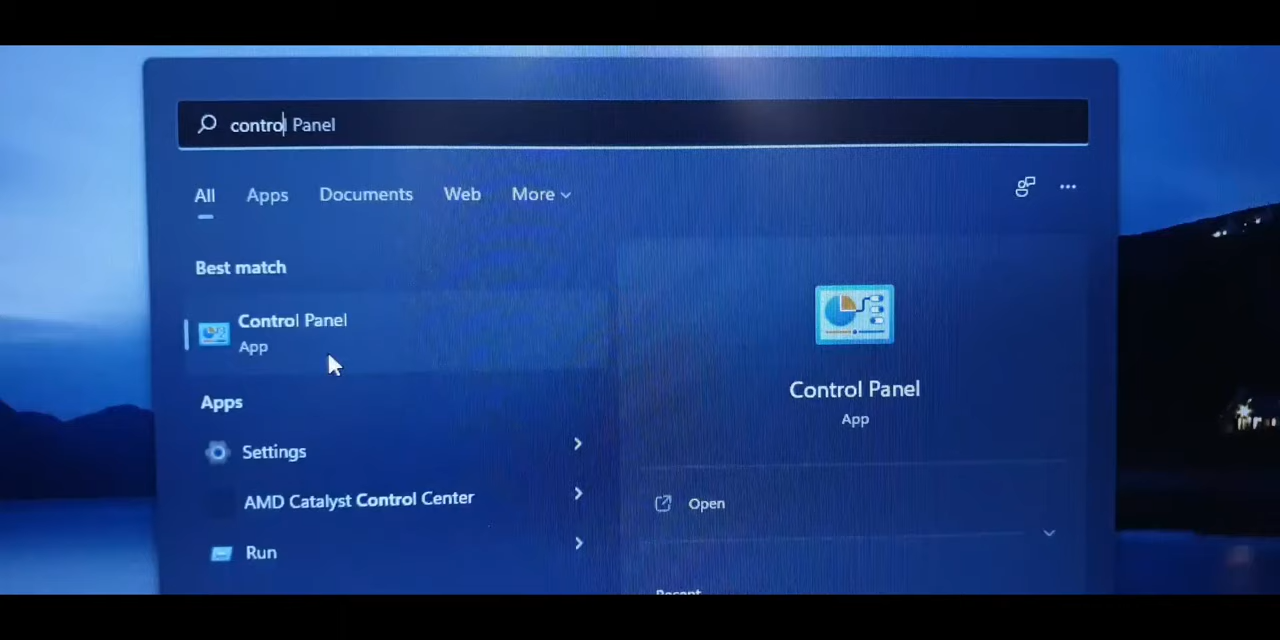 control Panel
All Apps Documents Web More
Best match
Control Panel
App
Apps
Settings
AMD Catalyst Control Center
Run
Control Panel
App
Open
Recent